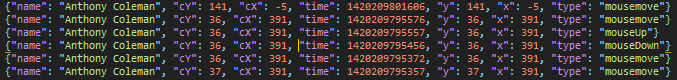 {"name": "Anthony Coleman", "cY": 141, "cX": -5, "time": 1420209801606, "y": 141, "x": -5, "type": "mousemove"}
{"name": "Anthony Coleman", "cY": 36, "cX": 391, "time": 1420209795576, "y": 36, "x": 391, "type": "mousemove"}
{"name": "Anthony Coleman", "cY": 36, "cX": 391, "time": 1420209795557, "y": 36, "x": 391, "type": "mouseUp"}
{"name": "Anthony Coleman", "cY": 36, "cX": 391, "time": 1420209795456, "y": 36, "x": 391, "type": "mouseDown"}
{"name": "Anthony Coleman", "cY": 36, "cX": 391, "time": 1420209795372, "y": 36, "x": 391, "type": "mousemove"}
{"name": "Anthony Coleman", "cY": 37, "cX": 391, "time": 1420209795357, "y": 37, "x": 391, "type": "mousemove"}